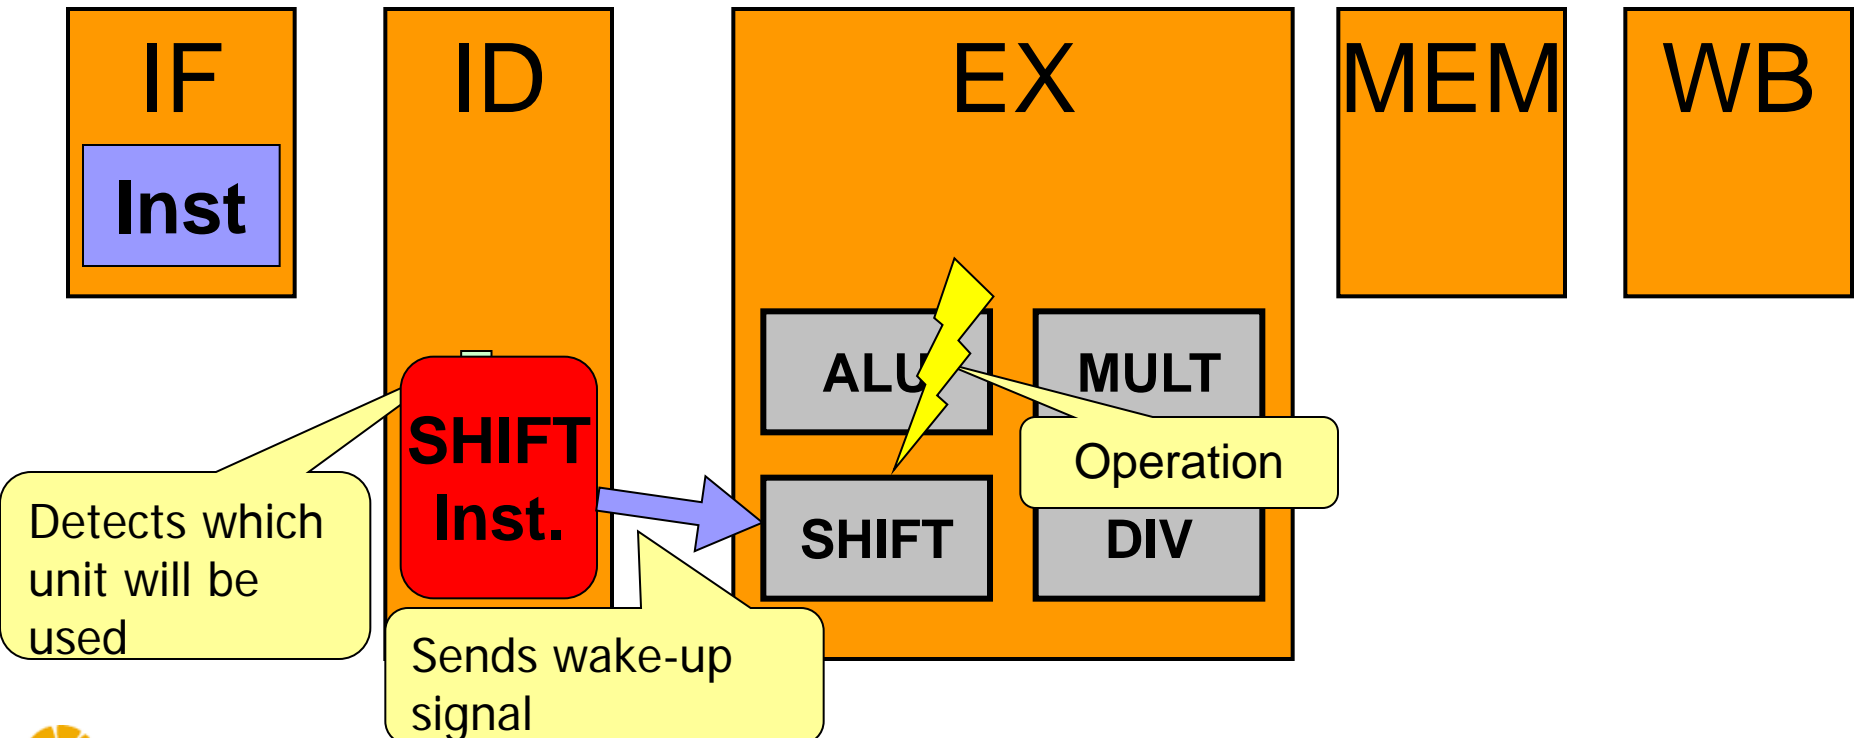 IF
ID
EX
MEM
WB
Inst
ALU
MULT
SHIFT
Inst.
Operation
Detects which
unit will be
used
SHIFT
DIV
Sends wake-up
signal